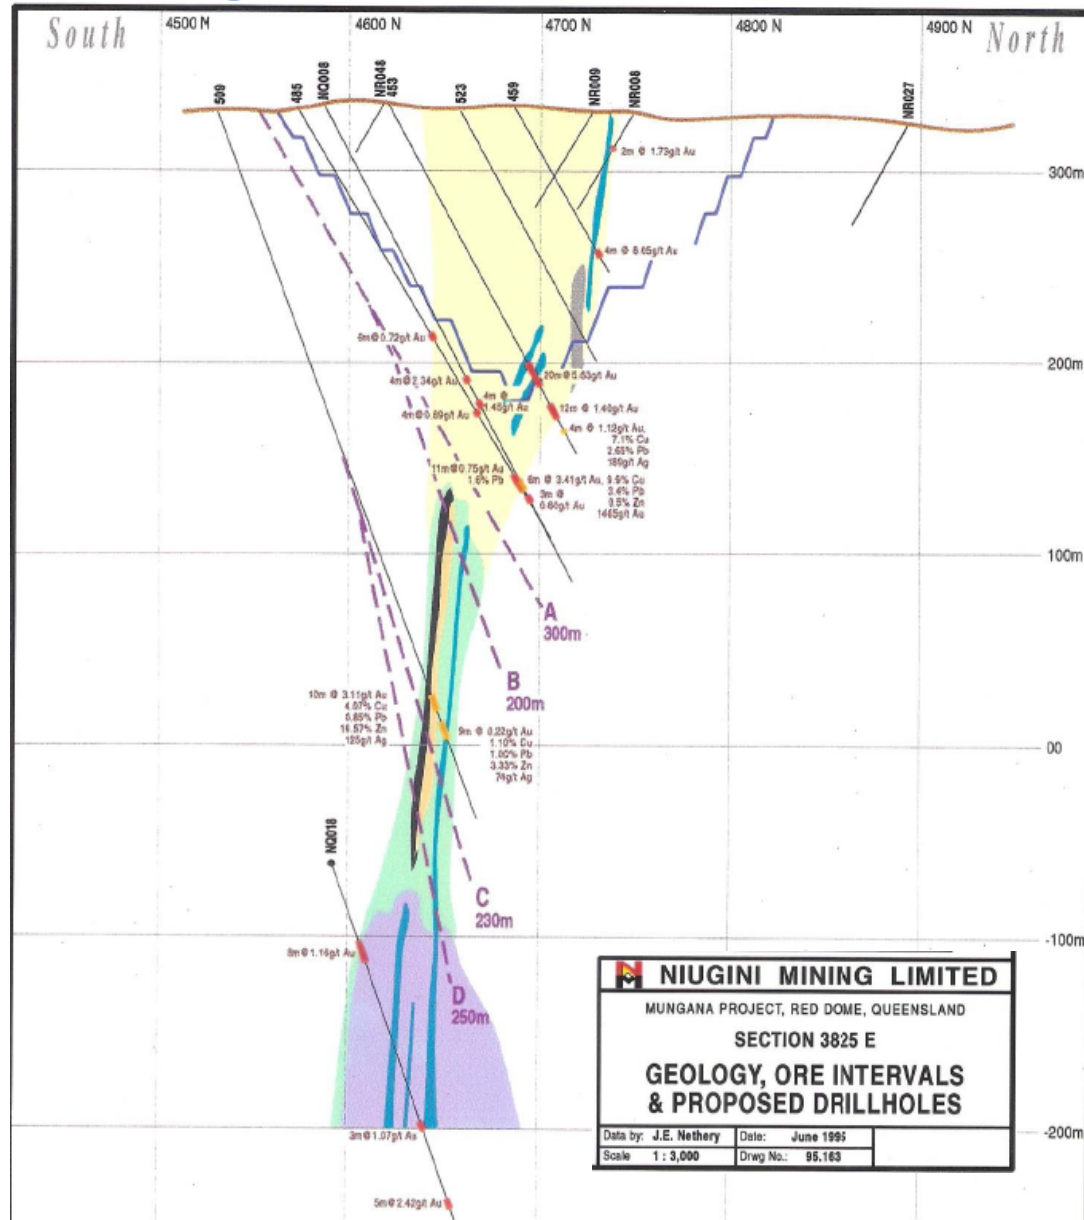 South
4500 N
4600 N
4700 N
4800 N
4900 N
North
509
485
NQ008
NR048
453
523
459
NR009
NR008
NR027
2m @ 1.73g/t Au
300m
4m @ 8.65g/t Au
6m @ 0.72g/t Au
200m
4m @ 2.34g/t Au
20m @ 5.63g/t Au
4m @
1.45g/t Au
4m @ 0.89g/t Au
12m @ 1.40g/t Au
4m @ 1.12g/t Au,
7.1% Cu
2.65% Pb
189g/t Ag
11m @ 0.75g/t Au
1.6% Pb
6m @ 3.41g/t Au, 9.9% Cu
3.4% Pb
9.5% Zn
1465g/t Au
3m @
0.60g/t Au
100m
A
300m
B
200m
10m @ 3.11g/t Au
4.07% Cu
0.85% Pb
16.57% Zn
125g/t Ag
9m @ 0.22g/t Au
1.10% Cu
1.80% Pb
3.33% Zn
74g/t Ag
00
NQ018
C
230m
8m @ 1.16g/t Au
-100m
D
250m
3m @ 1.07g/t As
-200m
5m @ 2.42g/t Au
NIUGINI MINING LIMITED
MUNGANA PROJECT, RED DOME, QUEENSLAND
SECTION 3825 E
GEOLOGY, ORE INTERVALS
& PROPOSED DRILLHOLES
Data by: J.E. Nethery
Date: June 1995
Scale 1 : 3,000
Drwg No.: 95.163